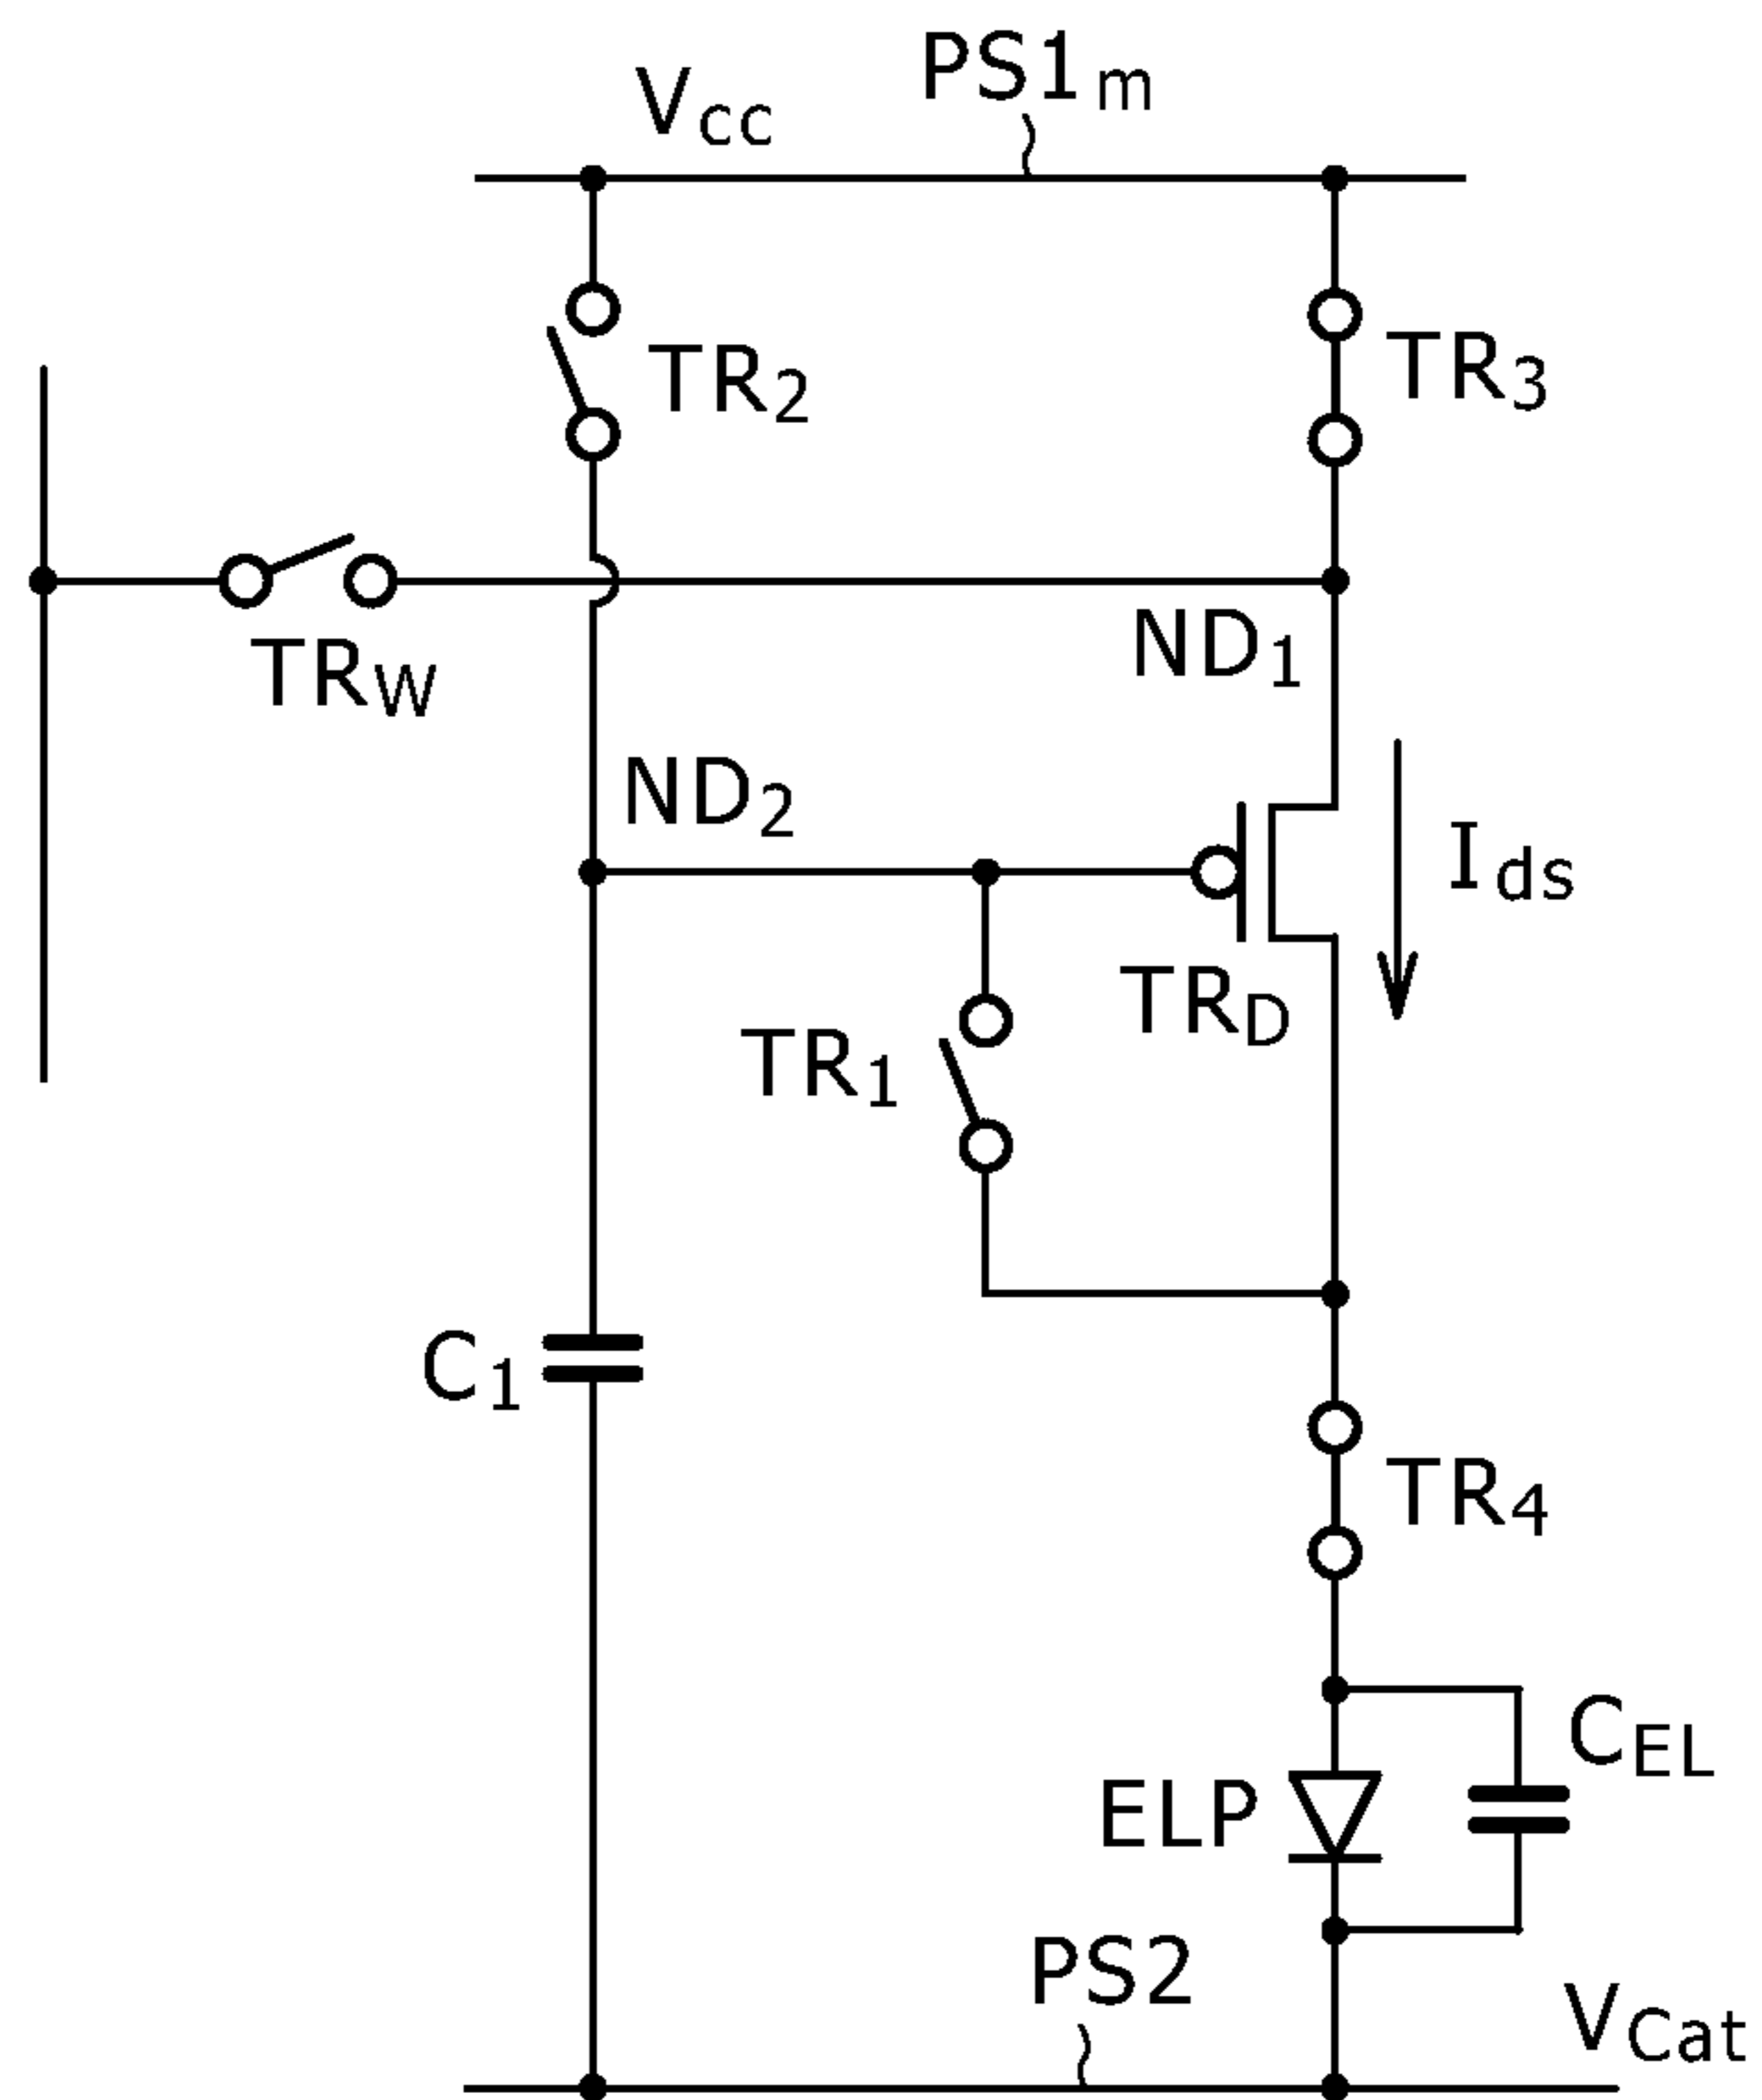 Vcc
PS1m
TR2
TR3
TRW
ND1
ND2
Ids
TRD
TR1
C1
TR4
CEL
ELP
PS2
VCat